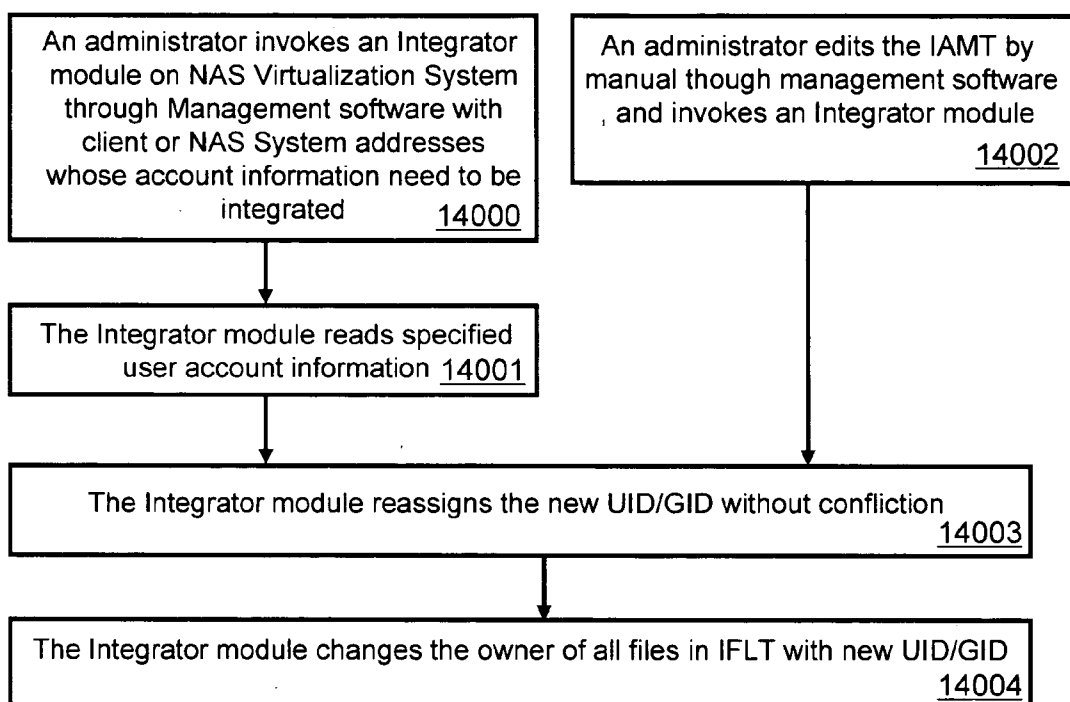 An administrator invokes an Integrator
module on NAS Virtualization System
through Management software with
client or NAS System addresses
whose account information need to be
integrated 14000
An administrator edits the IAMT by
manual though management software
, and invokes an Integrator module
14002
The Integrator module reads specified
user account information 14001
The Integrator module reassigns the new UID/GID without confliction
14003
The Integrator module changes the owner of all files in IFLT with new UID/GID
14004